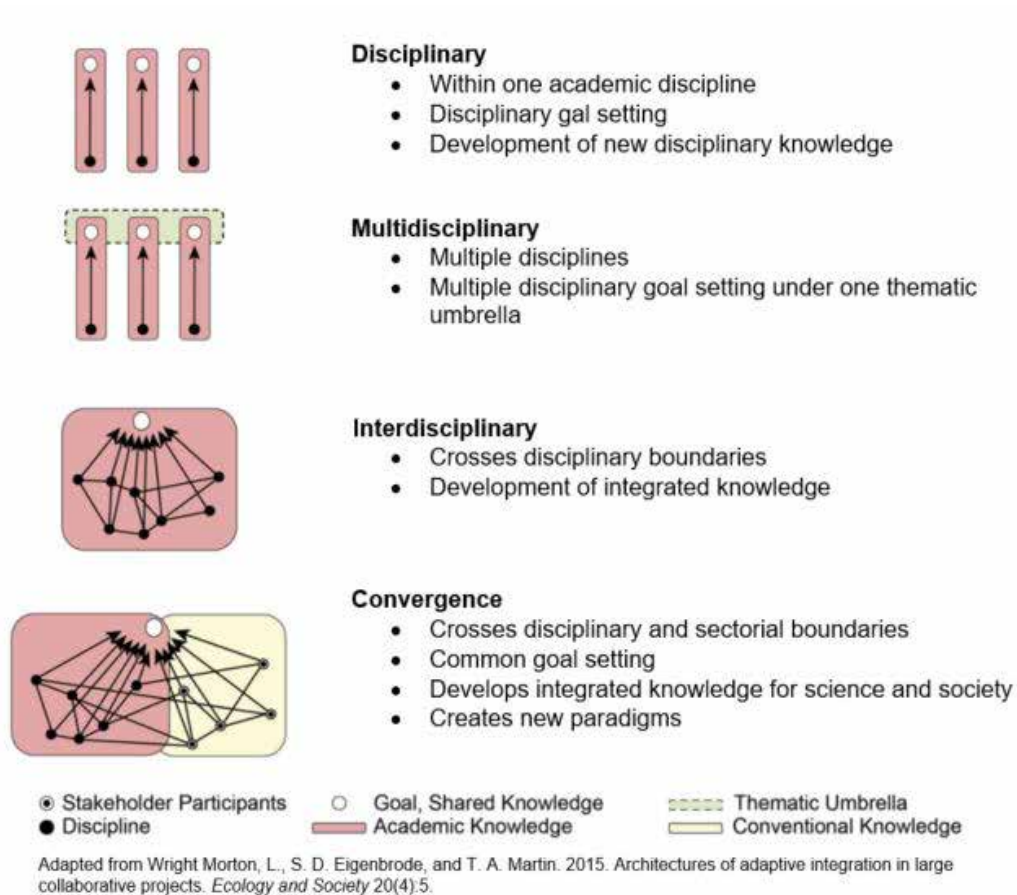 Disciplinary
• Within one academic discipline
• Disciplinary gal setting
• Development of new disciplinary knowledge
Multidisciplinary
• Multiple disciplines
• Multiple disciplinary goal setting under one thematic
umbrella
Interdisciplinary
• Crosses disciplinary boundaries
• Development of integrated knowledge
Convergence
• Crosses disciplinary and sectorial boundaries
• Common goal setting
• Develops integrated knowledge for science and society
• Creates new paradigms
Stakeholder Participants Goal, Shared Knowledge Thematic Umbrella
Discipline Academic Knowledge Conventional Knowledge
Adapted from Wright Morton, L., S. D. Eigenbrode, and T. A. Martin. 2015. Architectures of adaptive integration in large
collaborative projects. Ecology and Society 20(4):5.